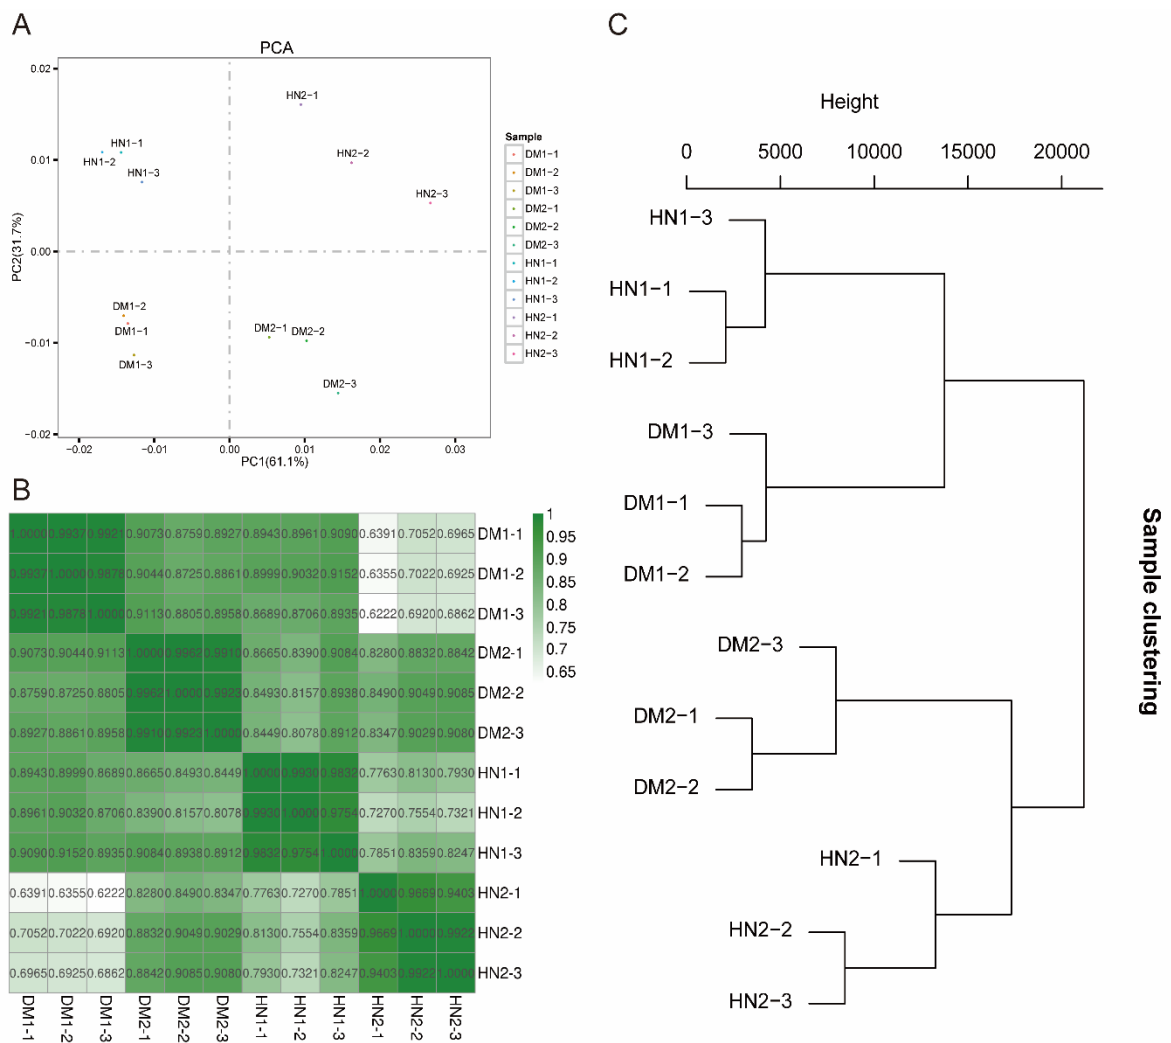 A
PCA
0.02
0.01
0.00
−0.01
−0.02
PC2(31.7%)
HN2−1
HN1−1
HN1−2
HN2−2
HN1−3
HN2−3
DM1−2
DM1−1
DM2−1
DM2−2
DM1−3
DM2−3
−0.02 −0.01 0.00 0.01 0.02 0.03
PC1(61.1%)
Sample
DM1−1
DM1−2
DM1−3
DM2−1
DM2−2
DM2−3
HN1−1
HN1−2
HN1−3
HN2−1
HN2−2
HN2−3
B
1.0000 0.9937 0.9921 0.9073 0.8759 0.8927 0.8943 0.8961 0.9090 0.6391 0.7052 0.6965 DM1−1
0.9937 1.0000 0.9878 0.9044 0.8725 0.8861 0.8999 0.9032 0.9152 0.6355 0.7022 0.6925 DM1−2
0.9921 0.9878 1.0000 0.9113 0.8805 0.8958 0.8689 0.8706 0.8935 0.6222 0.6920 0.6862 DM1−3
0.9073 0.9044 0.9113 1.0000 0.9962 0.9910 0.8665 0.8390 0.9084 0.8280 0.8832 0.8842 DM2−1
0.8759 0.8725 0.8805 0.9962 1.0000 0.9923 0.8493 0.8157 0.8938 0.8490 0.9049 0.9085 DM2−2
0.8927 0.8861 0.8958 0.9910 0.9923 1.0000 0.8449 0.8078 0.8912 0.8347 0.9029 0.9080 DM2−3
0.8943 0.8999 0.8689 0.8665 0.8493 0.8449 1.0000 0.9930 0.9832 0.7763 0.8130 0.7930 HN1−1
0.8961 0.9032 0.8706 0.8390 0.8157 0.8078 0.9930 1.0000 0.9754 0.7270 0.7554 0.7321 HN1−2
0.9090 0.9152 0.8935 0.9084 0.8938 0.8912 0.9832 0.9754 1.0000 0.7851 0.8359 0.8247 HN1−3
0.6391 0.6355 0.6222 0.8280 0.8490 0.8347 0.7763 0.7270 0.7851 1.0000 0.9669 0.9403 HN2−1
0.7052 0.7022 0.6920 0.8832 0.9049 0.9029 0.8130 0.7554 0.8359 0.9669 1.0000 0.9922 HN2−2
0.6965 0.6925 0.6862 0.8842 0.9085 0.9080 0.7930 0.7321 0.8247 0.9403 0.9922 1.0000 HN2−3
DM1−1 DM1−2 DM1−3 DM2−1 DM2−2 DM2−3 HN1−1 HN1−2 HN1−3 HN2−1 HN2−2 HN2−3
1
0.95
0.9
0.85
0.8
0.75
0.7
0.65
C
Height
0 5000 10000 15000 20000
HN1−3
HN1−1
HN1−2
DM1−3
DM1−1
DM1−2
DM2−3
DM2−1
DM2−2
HN2−1
HN2−2
HN2−3
Sample clustering